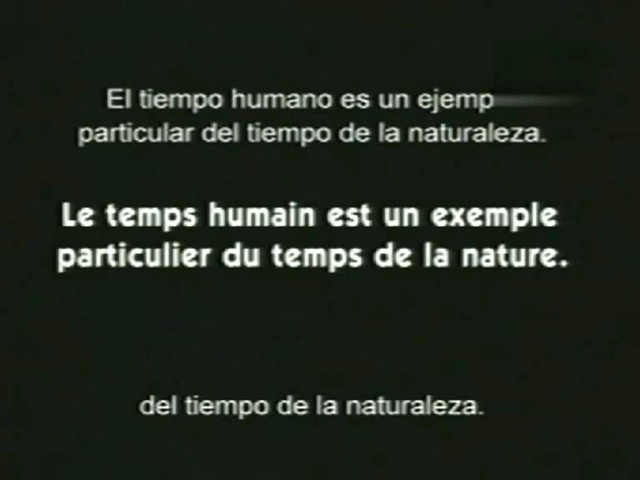 El tiempo humano es un ejemp
particular del tiempo de la naturaleza.
Le temps humain est un exemple
particulier du temps de la nature.
del tiempo de la naturaleza.